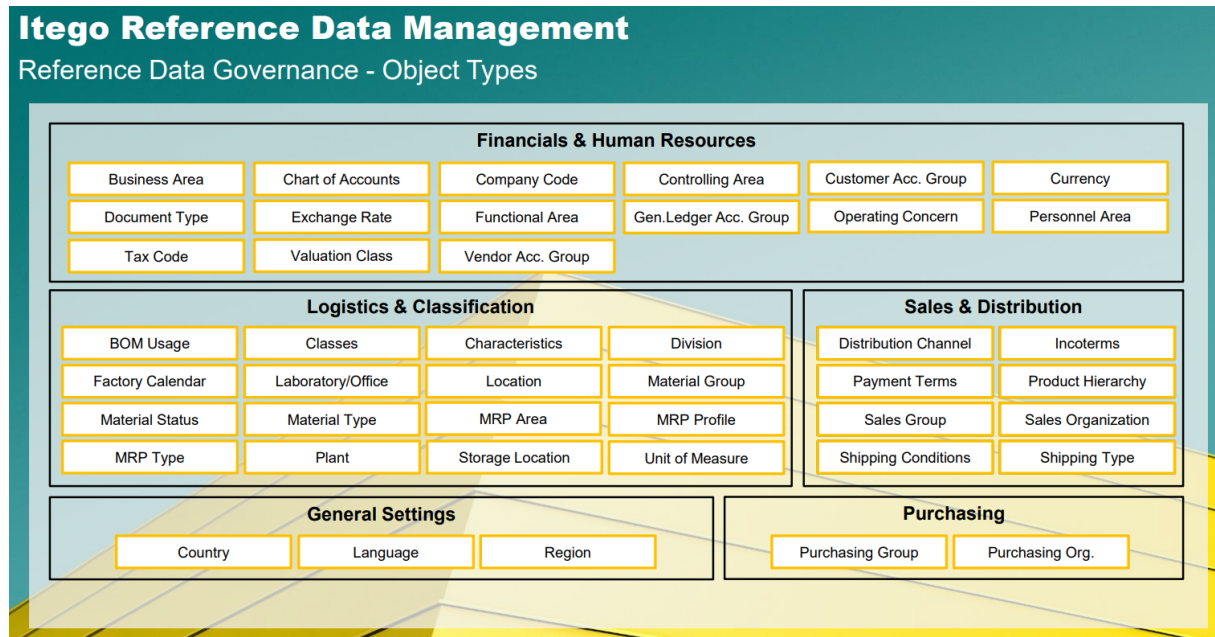 Itego Reference Data Management
Reference Data Governance - Object Types
Financials & Human Resources
Business Area
Chart of Accounts
Company Code
Controlling Area
Customer Acc. Group
Currency
Document Type
Exchange Rate
Functional Area
Gen.Ledger Acc. Group
Operating Concern
Personnel Area
Tax Code
Valuation Class
Vendor Acc. Group
Logistics & Classification
BOM Usage
Classes
Characteristics
Division
Factory Calendar
Laboratory/Office
Location
Material Group
Material Status
Material Type
MRP Area
MRP Profile
MRP Type
Plant
Storage Location
Unit of Measure
Sales & Distribution
Distribution Channel
Incoterms
Payment Terms
Product Hierarchy
Sales Group
Sales Organization
Shipping Conditions
Shipping Type
General Settings
Country
Language
Region
Purchasing
Purchasing Group
Purchasing Org.